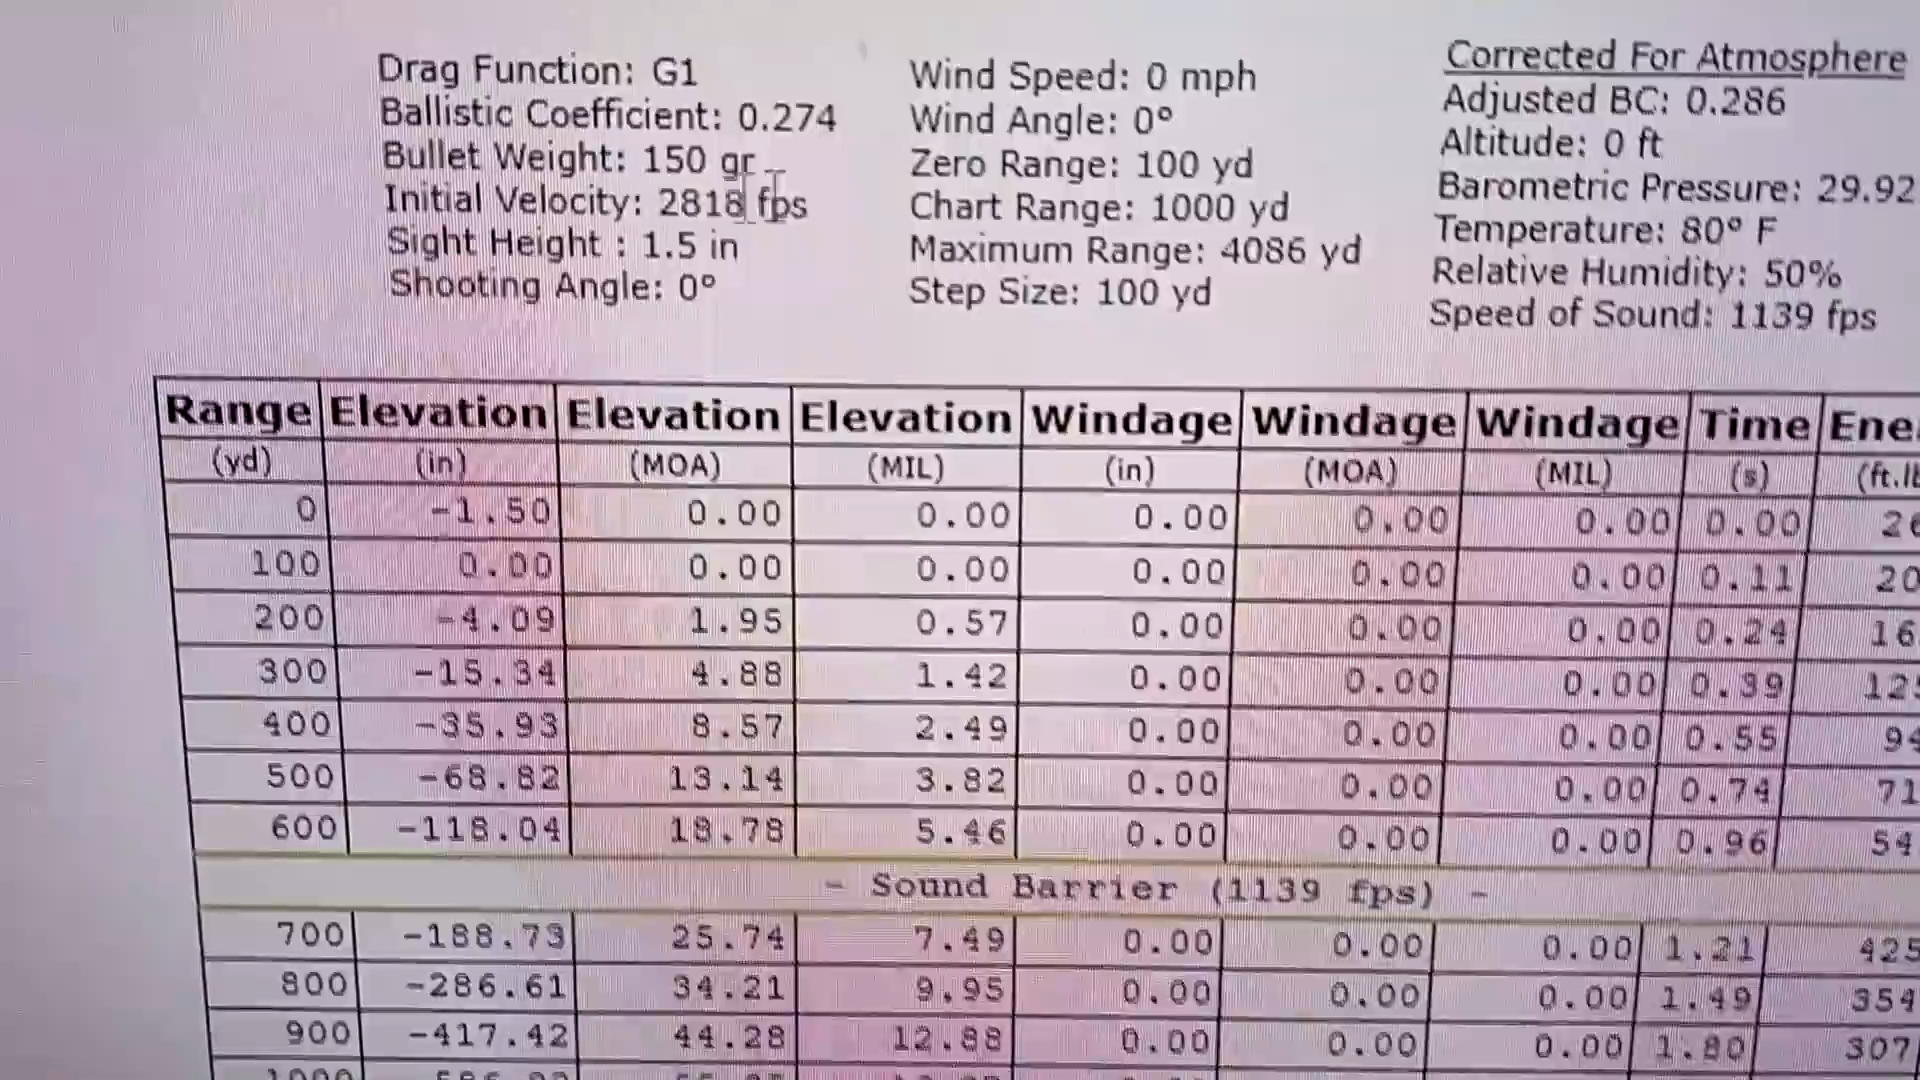 Drag Function: G1
Ballistic Coefficient: 0.274
Bullet Weight: 150 gr
Initial Velocity: 2818 fps
Sight Height : 1.5 in
Shooting Angle: 0°
Wind Speed: 0 mph
Wind Angle: 0°
Zero Range: 100 yd
Chart Range: 1000 yd
Maximum Range: 4086 yd
Step Size: 100 yd
Corrected For Atmosphere
Adjusted BC: 0.286
Altitude: 0 ft
Barometric Pressure: 29.92
Temperature: 80° F
Relative Humidity: 50%
Speed of Sound: 1139 fps
Range Elevation Elevation Elevation Windage Windage Windage Time Ene
(yd) (in) (MOA) (MIL) (in) (MOA) (MIL) (s) (ft.lb
0 -1.50 0.00 0.00 0.00 0.00 0.00 0.00 26
100 0.00 0.00 0.00 0.00 0.00 0.00 0.11 20
200 -4.09 1.95 0.57 0.00 0.00 0.00 0.24 16
300 -15.34 4.88 1.42 0.00 0.00 0.00 0.39 125
400 -35.93 8.57 2.49 0.00 0.00 0.00 0.55 94
500 -68.82 13.14 3.82 0.00 0.00 0.00 0.74 71
600 -118.04 18.78 5.46 0.00 0.00 0.00 0.96 54
- Sound Barrier (1139 fps) -
700 -188.73 25.74 7.49 0.00 0.00 0.00 1.21 425
800 -286.61 34.21 9.95 0.00 0.00 0.00 1.49 354
900 -417.42 44.28 12.88 0.00 0.00 0.00 1.80 307
1000